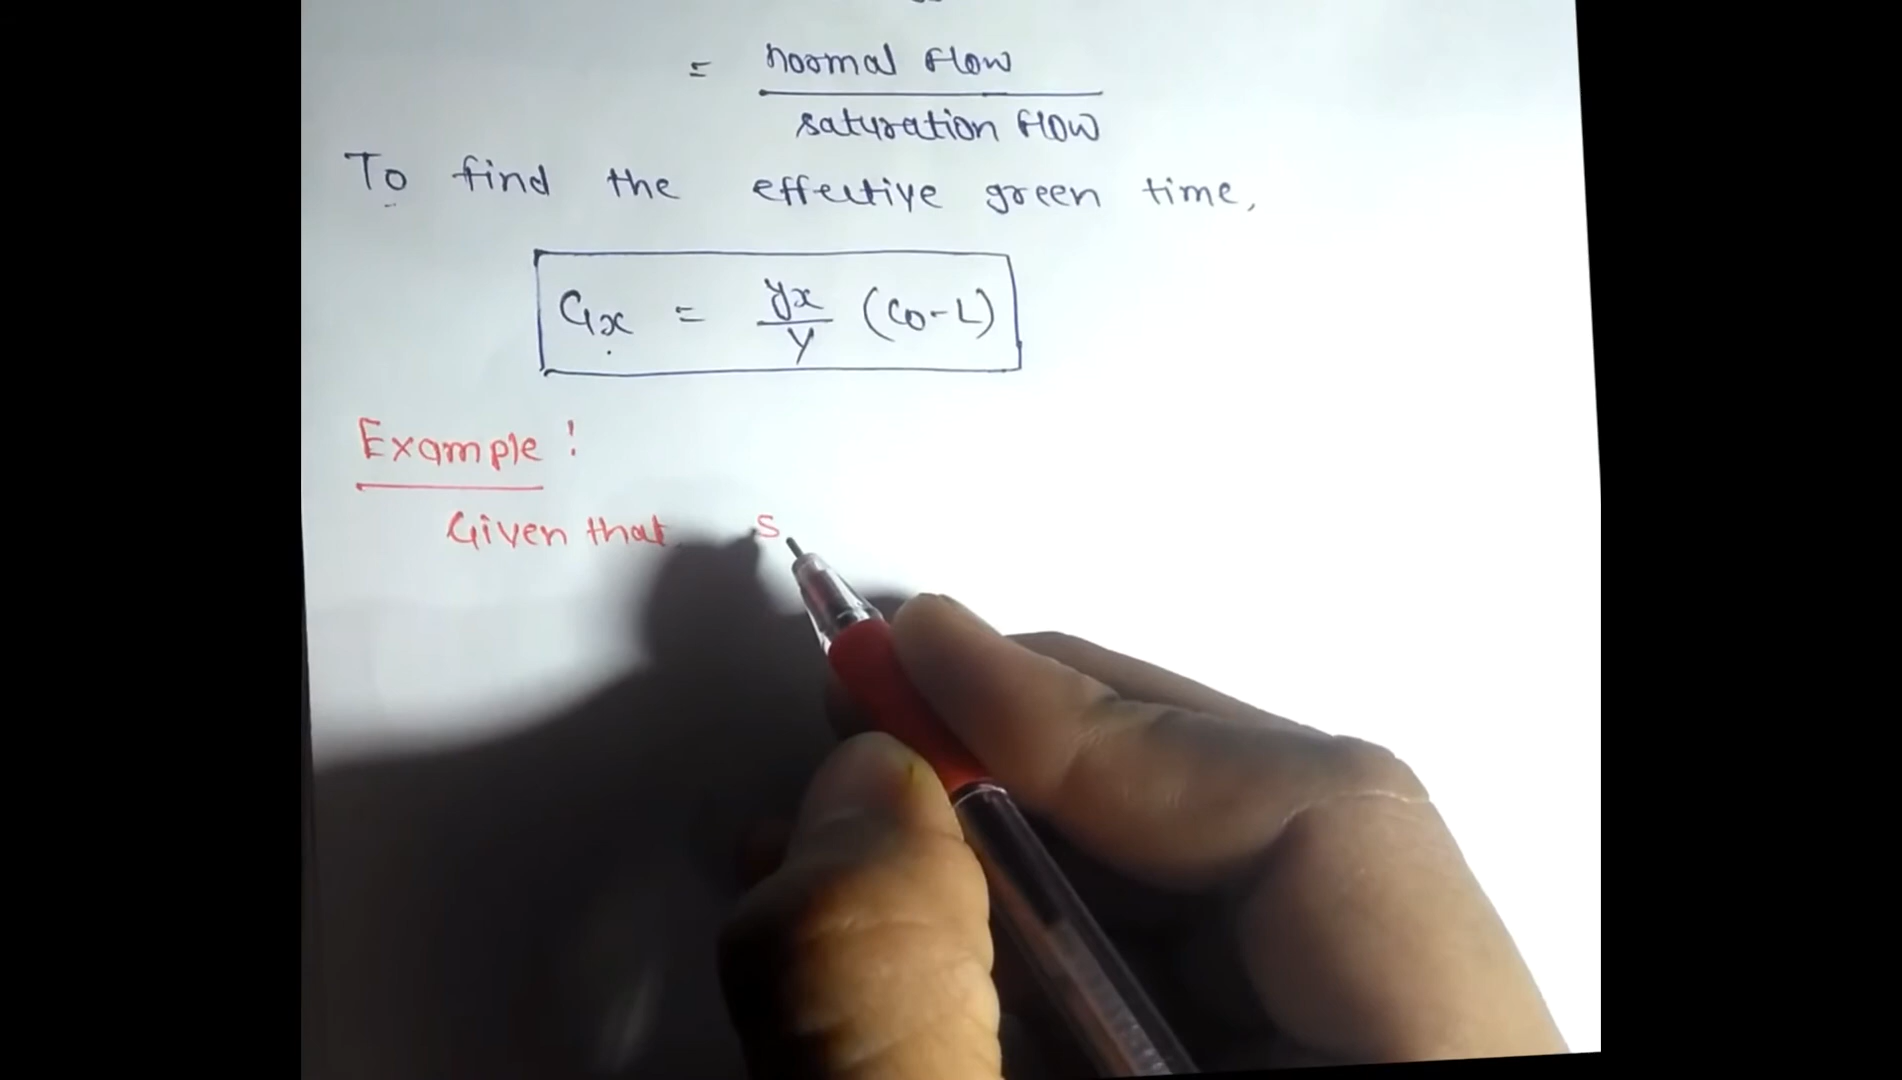 = normal flow
saturation flow
To find the effective green time,
Gx = yx/Y (Co-L)
Example:
Given that, S